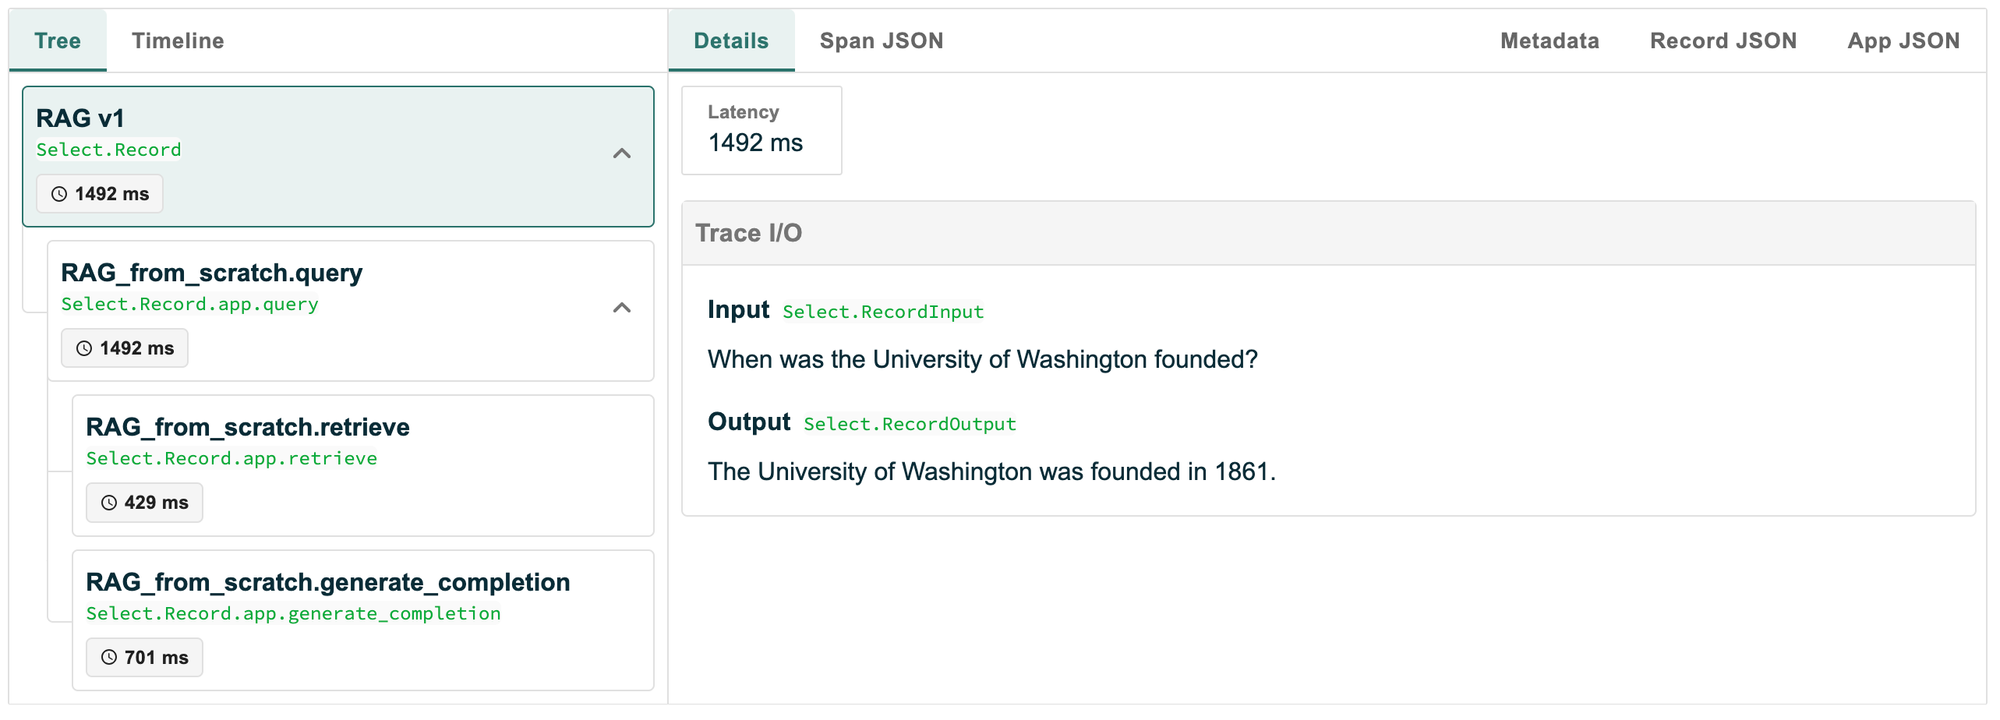 Tree Timeline
RAG v1
Select.Record
1492 ms
RAG_from_scratch.query
Select.Record.app.query
1492 ms
RAG_from_scratch.retrieve
Select.Record.app.retrieve
429 ms
RAG_from_scratch.generate_completion
Select.Record.app.generate_completion
701 ms
Details Span JSON Metadata Record JSON App JSON
Latency
1492 ms
Trace I/O
Input Select.RecordInput
When was the University of Washington founded?
Output Select.RecordOutput
The University of Washington was founded in 1861.